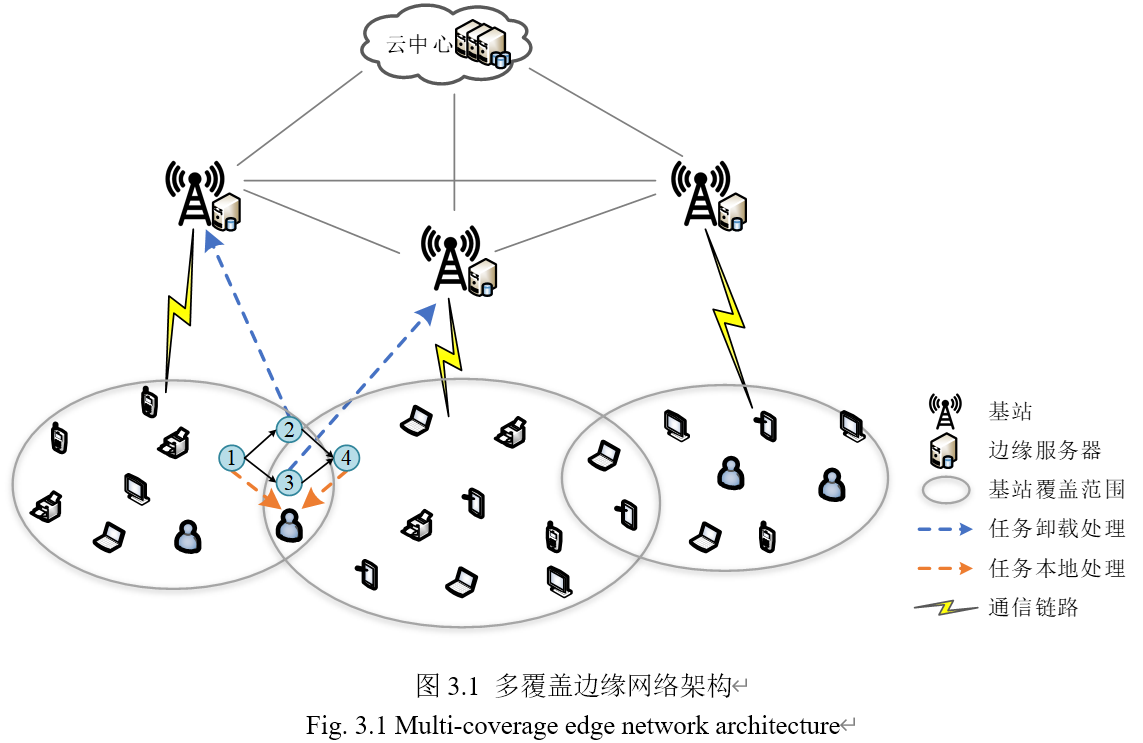 云中心
2
1
4
3
基站
边缘服务器
基站覆盖范围
任务卸载处理
任务本地处理
通信链路
图 3.1 多覆盖边缘网络架构↵
Fig. 3.1 Multi-coverage edge network architecture↵